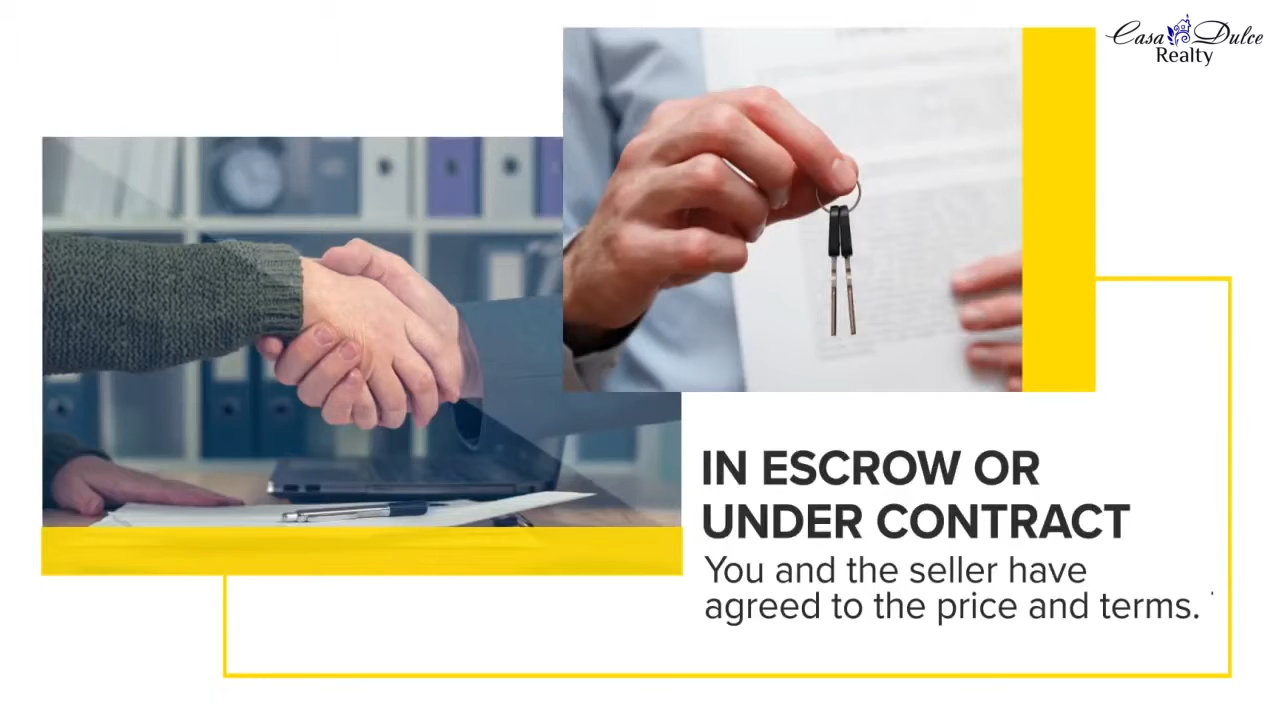 Casa Dulce
Realty
IN ESCROW OR
UNDER CONTRACT
You and the seller have
agreed to the price and terms.